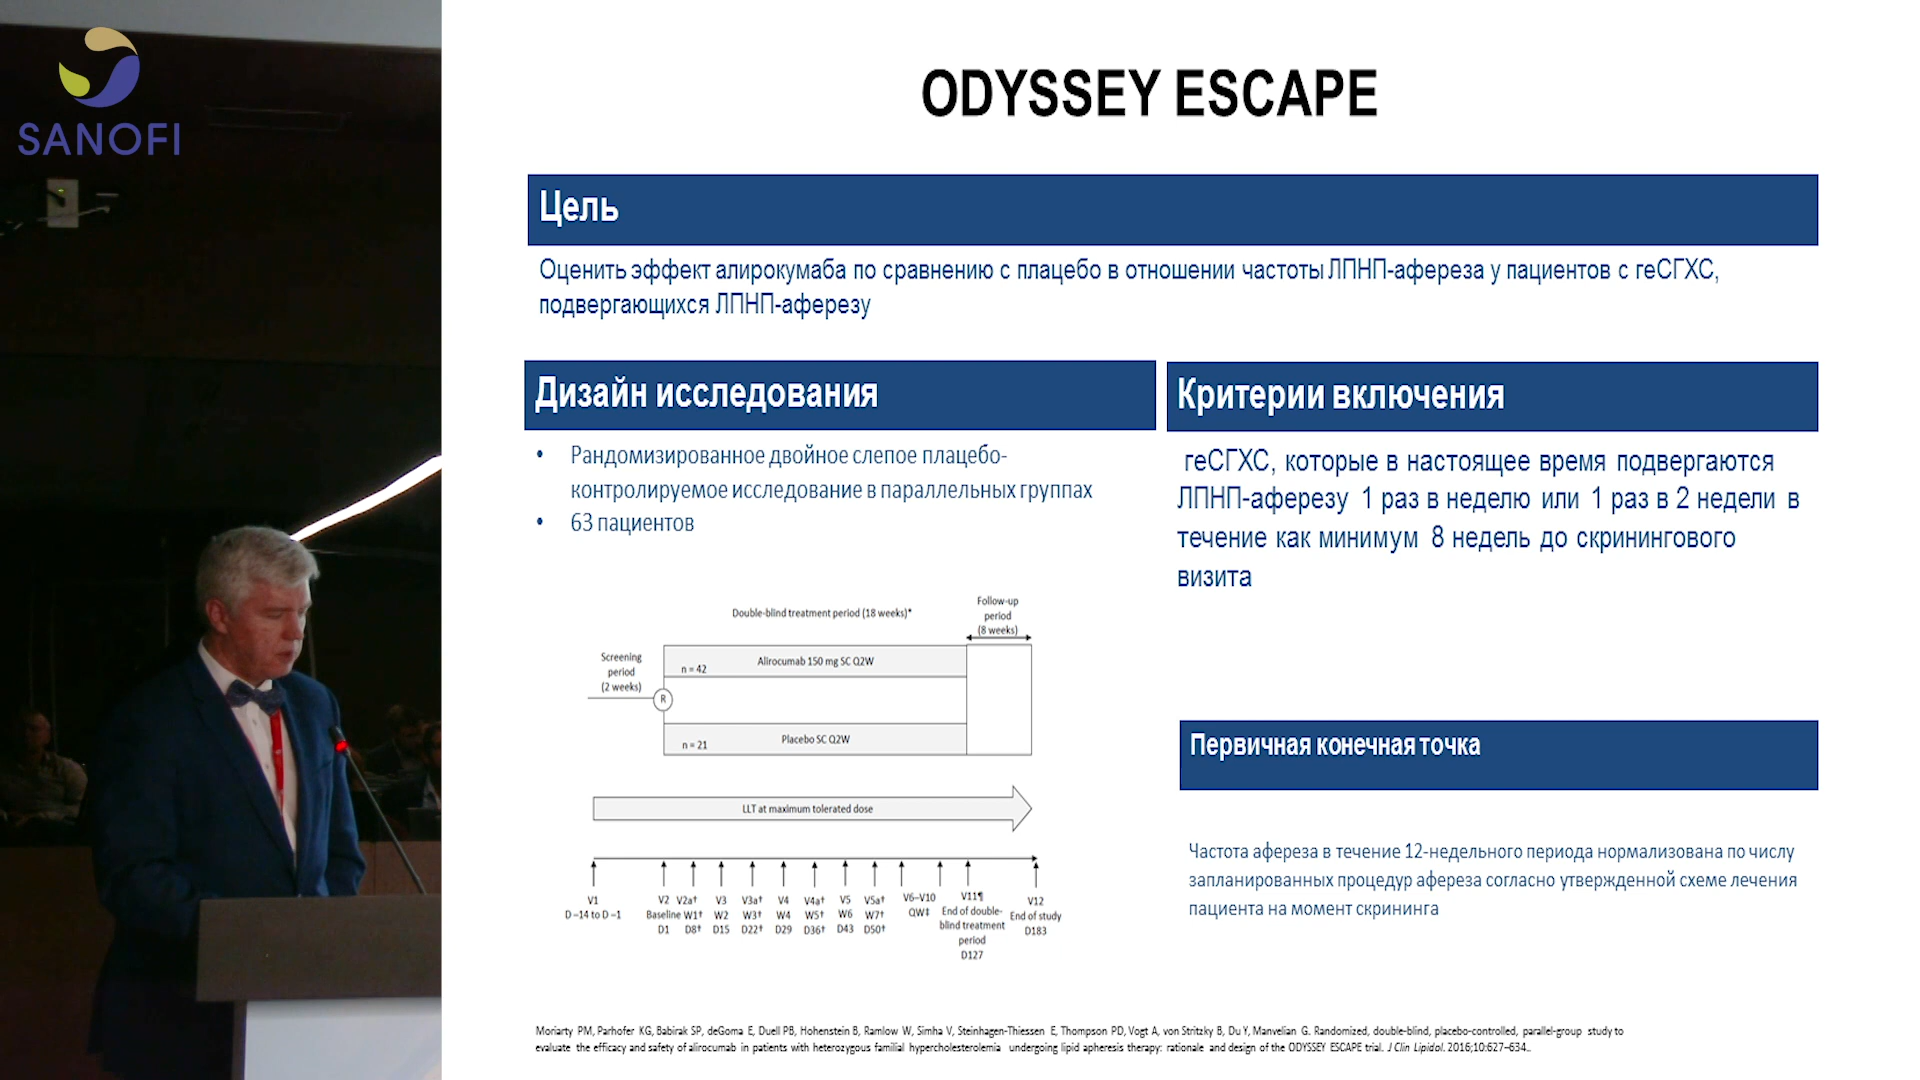 SANOFI
ODYSSEY ESCAPE
Цель
Оценить эффект алирокумаба по сравнению с плацебо в отношении частоты ЛПНП-афереза у пациентов с геСГХС,
подвергающихся ЛПНП-аферезу
Дизайн исследования
• Рандомизированное двойное слепое плацебо-
контролируемое исследование в параллельных группах
• 63 пациентов
Критерии включения
геСГХС, которые в настоящее время подвергаются
ЛПНП-аферезу 1 раз в неделю или 1 раз в 2 недели в
течение как минимум 8 недель до скринингового
визита
Double-blind treatment period (18 weeks)*
Follow-up
period
(8 weeks)
Screening
period
(2 weeks)
R
n = 42
Alirocumab 150 mg SC Q2W
n = 21
Placebo SC Q2W
LLT at maximum tolerated dose
V1
D –14 to D –1
V2
Baseline
D1
V2a†
W1†
D8†
V3
W2
D15
V3a†
W3†
D22†
V4
W4
D29
V4a†
W5†
D36†
V5
W6
D43
V5a†
W7†
D50†
V6–V10
QW‡
V11¶
End of double-
blind treatment
period
D127
V12
End of study
D183
Первичная конечная точка
Частота афереза в течение 12-недельного периода нормализована по числу
запланированных процедур афереза согласно утвержденной схеме лечения
пациента на момент скрининга
Moriarty PM, Parhofer KG, Babirak SP, deGoma E, Duell PB, Hohenstein B, Ramlow W, Simha V, Steinhagen-Thiessen E, Thompson PD, Vogt A, von Stritzky B, Du Y, Manvelian G. Randomized, double-blind, placebo-controlled, parallel-group study to
evaluate the efficacy and safety of alirocumab in patients with heterozygous familial hypercholesterolemia undergoing lipid apheresis therapy: rationale and design of the ODYSSEY ESCAPE trial. J Clin Lipidol. 2016;10:627–634..